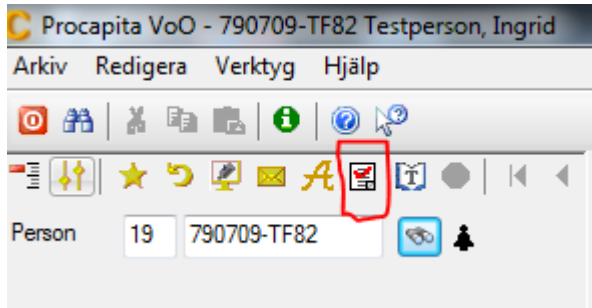 Procapita VoO - 790709-TF82 Testperson, Ingrid
Arkiv Redigera Verktyg Hjälp
Person 19 790709-TF82